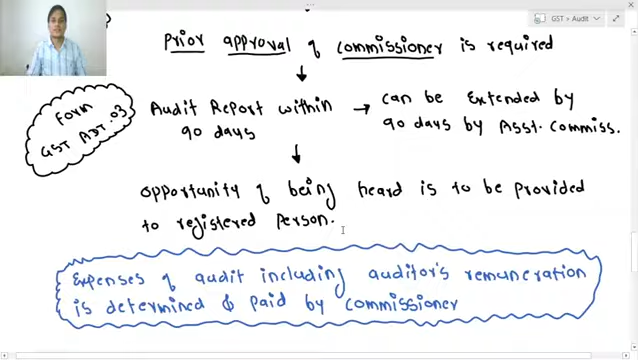 GST > Audit
Prior approval of commissioner is required
Form
GST ADT-03
Audit Report within
90 days
→ can be Extended by
90 days by Asst. Commiss.
opportunity of being heard is to be provided
to registered Person.
Expenses of audit including auditor's remuneration
is determined & paid by commissioner